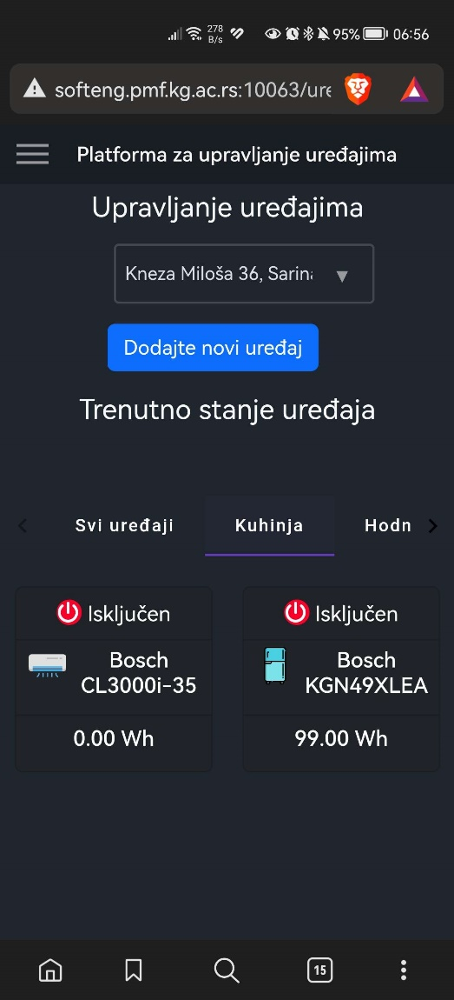 278
B/s
95%
06:56
softeng.pmf.kg.ac.rs:10063/ure
Platforma za upravljanje uređajima
Upravljanje uređajima
Kneza Miloša 36, Sarina
Dodajte novi uređaj
Trenutno stanje uređaja
Svi uređaji
Kuhinja
Hodn
Isključen
Bosch
CL3000i-35
0.00 Wh
Isključen
Bosch
KGN49XLEA
99.00 Wh
15